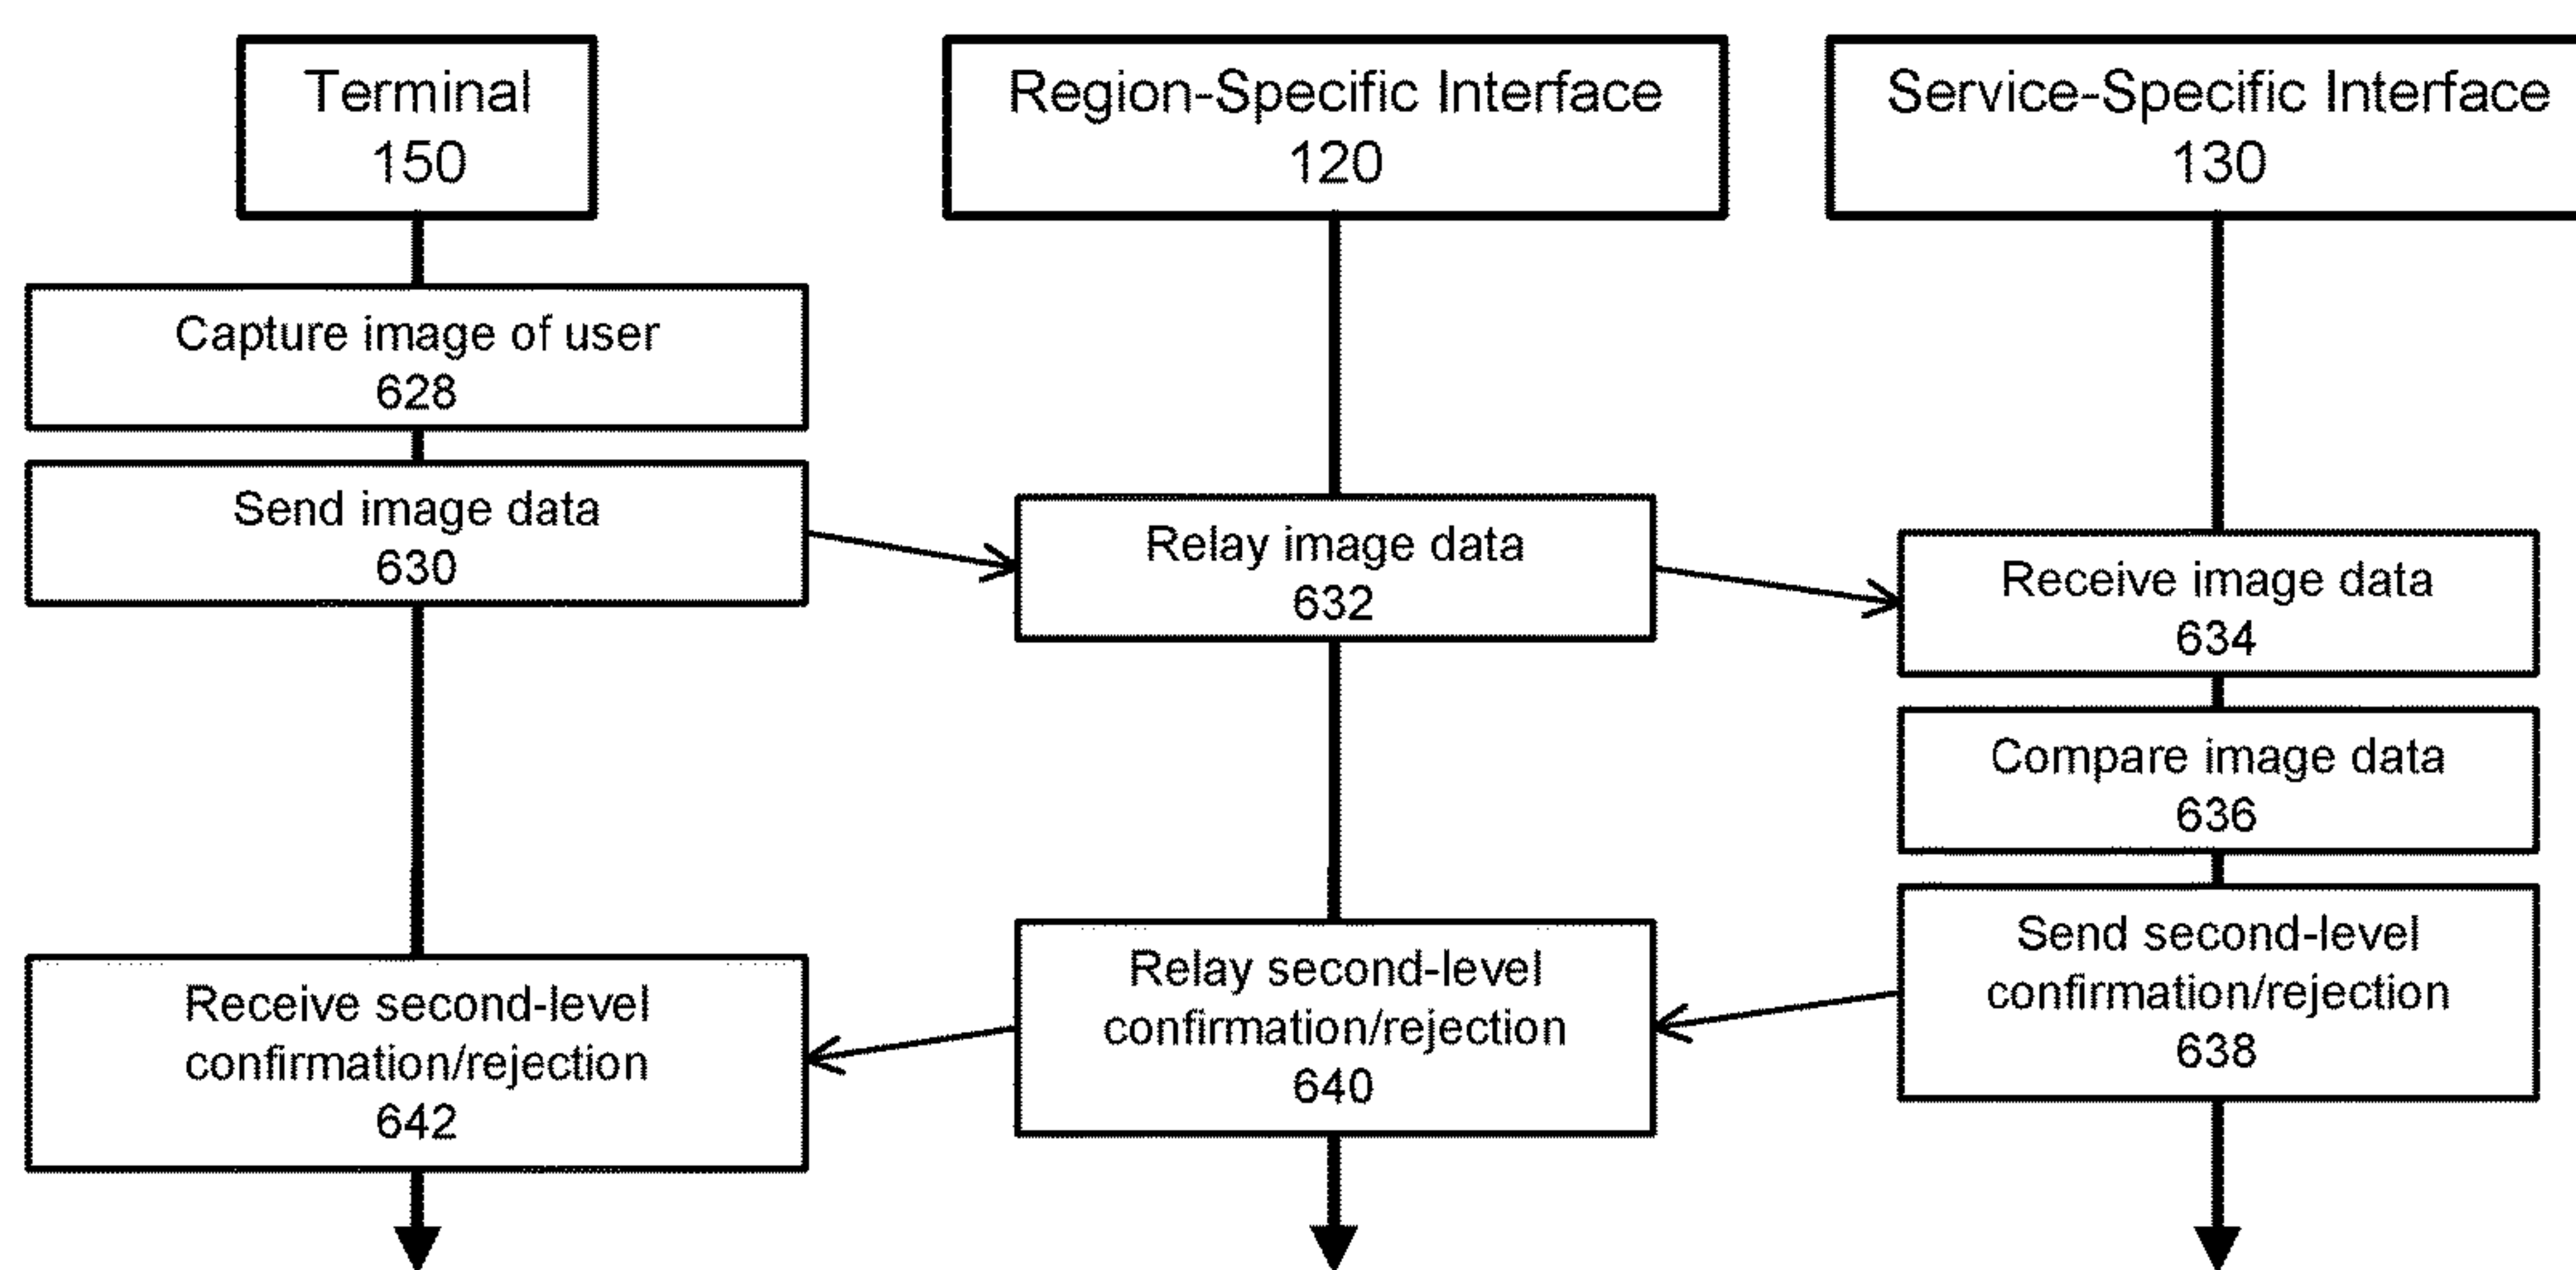 Terminal
150
Region-Specific Interface
120
Service-Specific Interface
130
Capture image of user
628
Send image data
630
Relay image data
632
Receive image data
634
Compare image data
636
Send second-level
confirmation/rejection
638
Relay second-level
confirmation/rejection
640
Receive second-level
confirmation/rejection
642